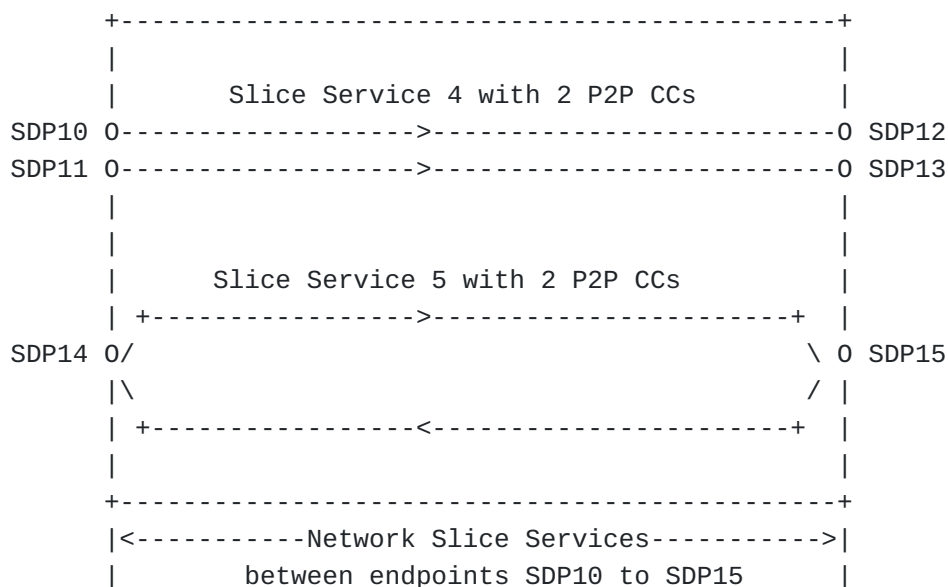 +----------------------------------------------+
|                                              |
|       Slice Service 4 with 2 P2P CCs         |
SDP10 O------------------->--------------------------O SDP12
SDP11 O------------------->--------------------------O SDP13
|                                              |
|                                              |
|      Slice Service 5 with 2 P2P CCs          |
| +----------------->-----------------------+  |
SDP14 O/                                           \ O SDP15
|\                                           / |
| +-----------------<-----------------------+  |
|                                              |
+----------------------------------------------+
|<------------Network Slice Services----------->|
|        between endpoints SDP10 to SDP15      |